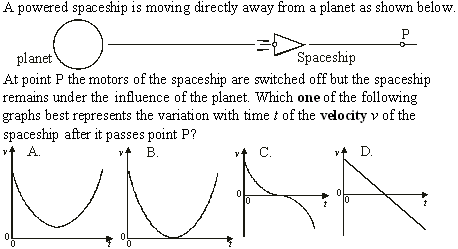 A powered spaceship is moving directly away from a planet as shown below.
P
planet
Spaceship
At point P the motors of the spaceship are switched off but the spaceship
remains under the influence of the planet. Which one of the following
graphs best represents the variation with time t of the velocity v of the
spaceship after it passes point P?
v A. v B. v C. v D.
0 0
0 t 0 t 0 t 0 t